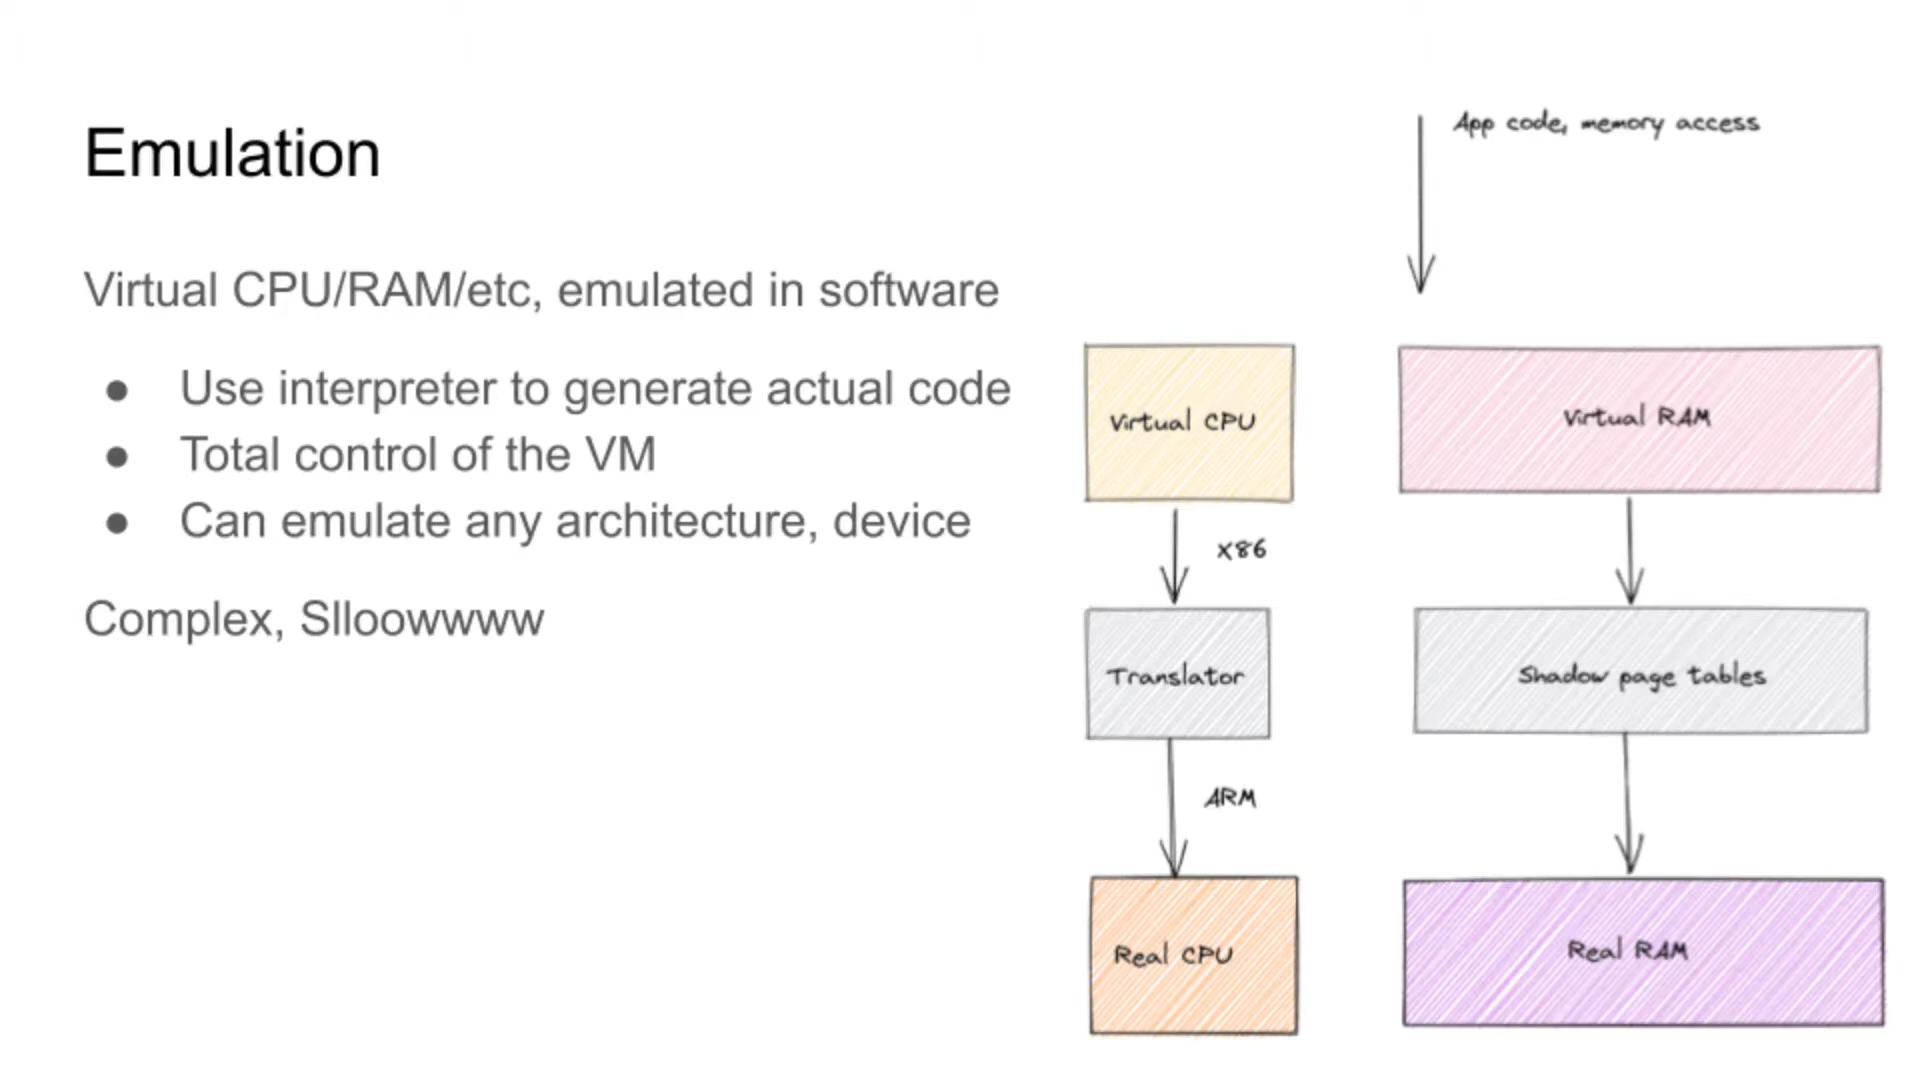 Emulation
Virtual CPU/RAM/etc, emulated in software
● Use interpreter to generate actual code
● Total control of the VM
● Can emulate any architecture, device
Complex, Slloowwww
App code, memory access
Virtual CPU
Virtual RAM
X86
Translator
Shadow page tables
ARM
Real CPU
Real RAM